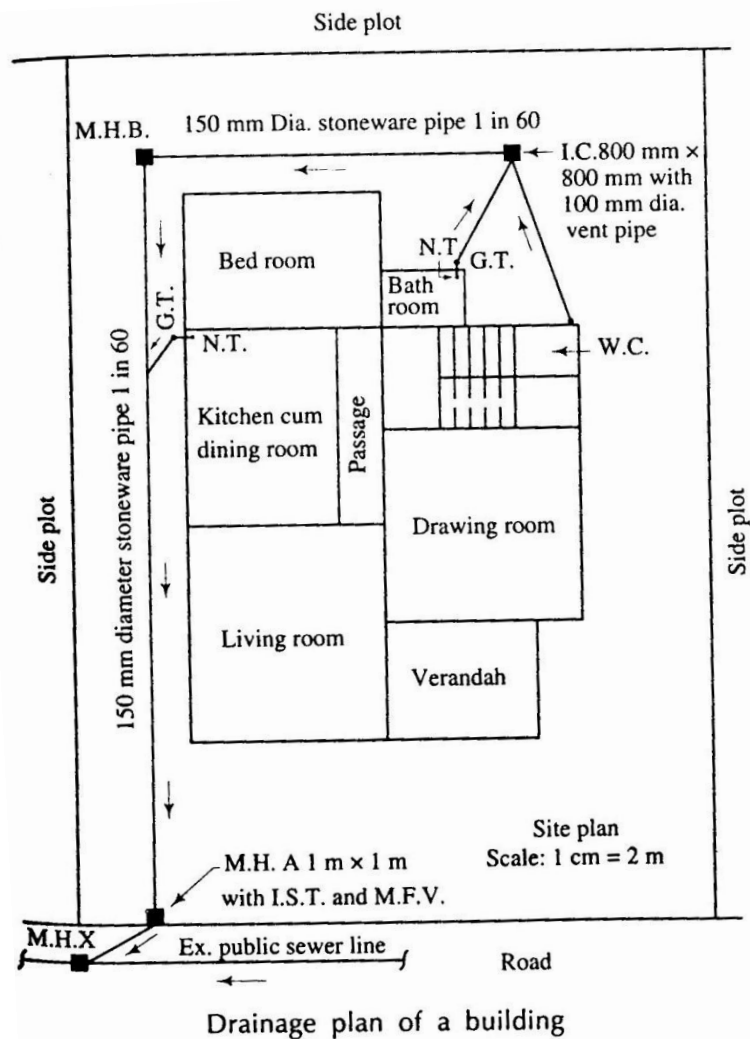 Side plot
M.H.B.
150 mm Dia. stoneware pipe 1 in 60
I.C.800 mm ×
800 mm with
100 mm dia.
vent pipe
Bed room
N.T.
G.T.
Bath
room
G.T.
N.T.
W.C.
Kitchen cum
dining room
Passage
Drawing room
Side plot
150 mm diameter stoneware pipe 1 in 60
Side plot
Living room
Verandah
Site plan
Scale: 1 cm = 2 m
M.H. A 1 m × 1 m
with I.S.T. and M.F.V.
M.H.X
Ex. public sewer line
Road
Drainage plan of a building